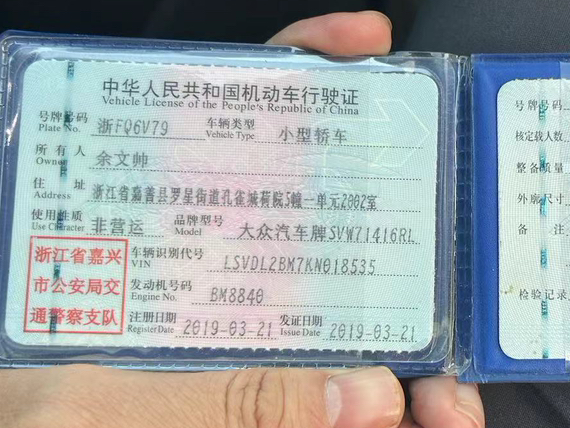 中华人民共和国机动车行驶证
Vehicle License of the People's Republic of China
号牌号码 Plate No. 浙FQ6V79 车辆类型 Vehicle Type 小型轿车
所有人 Owner 余文帅
住址 Address 浙江省嘉善县罗星街道孔雀城荷院5幢一单元2002室
使用性质 Use Character 非营运 品牌型号 Model 大众汽车牌SVW71416RL
浙江省嘉兴
市公安局交
通警察支队
车辆识别代号 VIN LSVDL2BM7KN018535
发动机号码 Engine No. BM8840
注册日期 Register Date 2019-03-21 发证日期 Issue Date 2019-03-21
号牌号码
核定载人数
整备质量
外廓尺寸
备注
检验记录